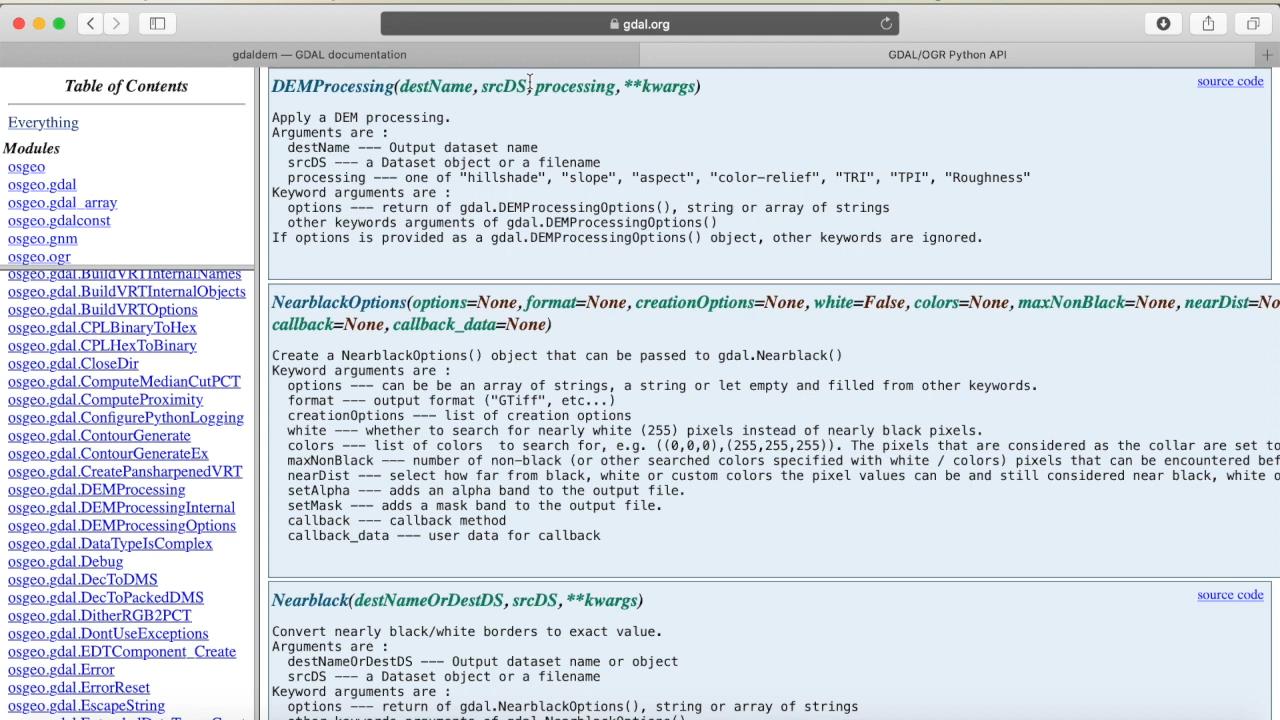 gdal.org
gdaldem — GDAL documentation
GDAL/OGR Python API
Table of Contents
Everything
Modules
osgeo
osgeo.gdal
osgeo.gdal_array
osgeo.gdalconst
osgeo.gnm
osgeo.ogr
osgeo.gdal.BuildVRTInternalNames
osgeo.gdal.BuildVRTInternalObjects
osgeo.gdal.BuildVRTOptions
osgeo.gdal.CPLBinaryToHex
osgeo.gdal.CPLHexToBinary
osgeo.gdal.CloseDir
osgeo.gdal.ComputeMedianCutPCT
osgeo.gdal.ComputeProximity
osgeo.gdal.ConfigurePythonLogging
osgeo.gdal.ContourGenerate
osgeo.gdal.ContourGenerateEx
osgeo.gdal.CreatePansharpenedVRT
osgeo.gdal.DEMProcessing
osgeo.gdal.DEMProcessingInternal
osgeo.gdal.DEMProcessingOptions
osgeo.gdal.DataTypeIsComplex
osgeo.gdal.Debug
osgeo.gdal.DecToDMS
osgeo.gdal.DecToPackedDMS
osgeo.gdal.DitherRGB2PCT
osgeo.gdal.DontUseExceptions
osgeo.gdal.EDTComponent_Create
osgeo.gdal.Error
osgeo.gdal.ErrorReset
osgeo.gdal.EscapeString
DEMProcessing(destName, srcDS, processing, **kwargs)
source code
Apply a DEM processing.
Arguments are :
destName --- Output dataset name
srcDS --- a Dataset object or a filename
processing --- one of "hillshade", "slope", "aspect", "color-relief", "TRI", "TPI", "Roughness"
Keyword arguments are :
options --- return of gdal.DEMProcessingOptions(), string or array of strings
other keywords arguments of gdal.DEMProcessingOptions()
If options is provided as a gdal.DEMProcessingOptions() object, other keywords are ignored.
NearblackOptions(options=None, format=None, creationOptions=None, white=False, colors=None, maxNonBlack=None, nearDist=No
callback=None, callback_data=None)
Create a NearblackOptions() object that can be passed to gdal.Nearblack()
Keyword arguments are :
options --- can be be an array of strings, a string or let empty and filled from other keywords.
format --- output format ("GTiff", etc...)
creationOptions --- list of creation options
white --- whether to search for nearly white (255) pixels instead of nearly black pixels.
colors --- list of colors  to search for, e.g. ((0,0,0),(255,255,255)). The pixels that are considered as the collar are set to
maxNonBlack --- number of non-black (or other searched colors specified with white / colors) pixels that can be encountered bef
nearDist --- select how far from black, white or custom colors the pixel values can be and still considered near black, white o
setAlpha --- adds an alpha band to the output file.
setMask --- adds a mask band to the output file.
callback --- callback method
callback_data --- user data for callback
Nearblack(destNameOrDestDS, srcDS, **kwargs)
source code
Convert nearly black/white borders to exact value.
Arguments are :
destNameOrDestDS --- Output dataset name or object
srcDS --- a Dataset object or a filename
Keyword arguments are :
options --- return of gdal.NearblackOptions(), string or array of strings